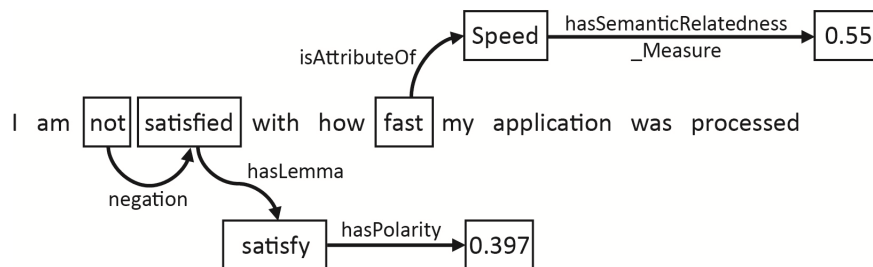 Speed hasSemanticRelatedness _Measure 0.55
isAttributeOf
I am not satisfied with how fast my application was processed
negation hasLemma
satisfy hasPolarity 0.397